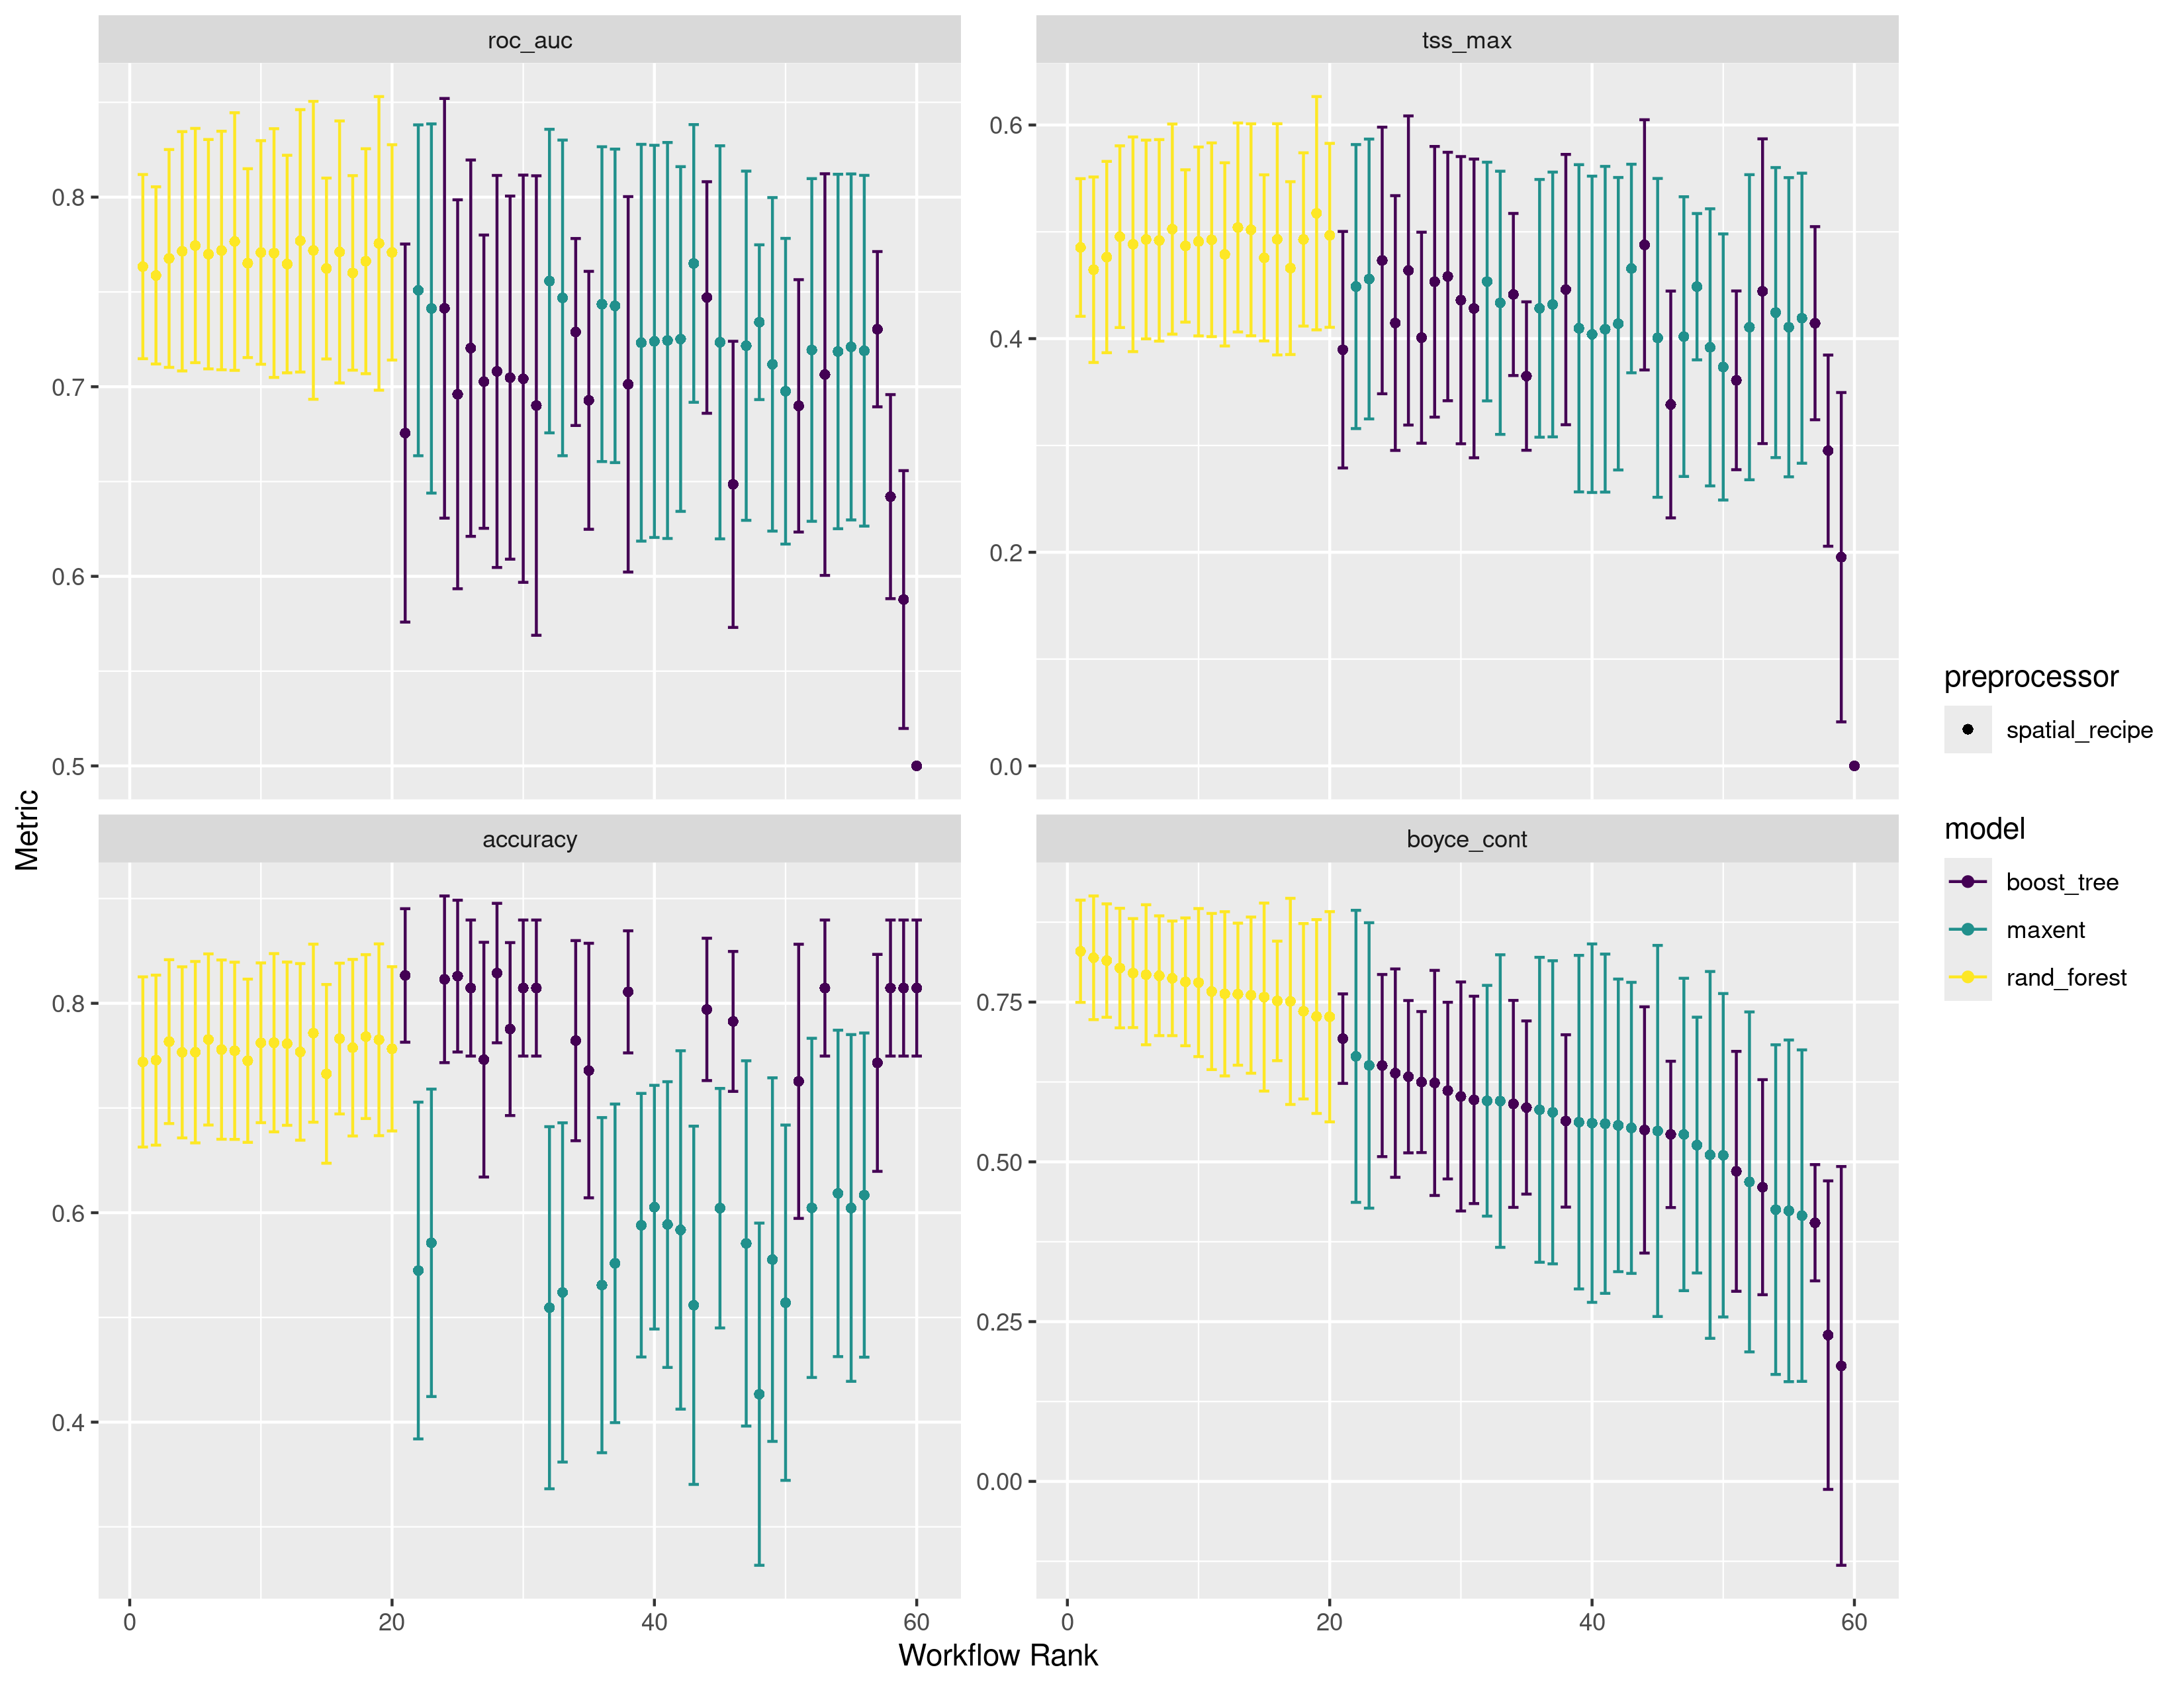 roc_auc
tss_max
0.8
0.7
0.6
0.5
0.6
0.4
0.2
0.0
accuracy
boyce_cont
0.8
0.6
0.4
0.75
0.50
0.25
0.00
0 20 40 60
0 20 40 60
Workflow Rank
Metric
preprocessor
spatial_recipe
model
boost_tree
maxent
rand_forest